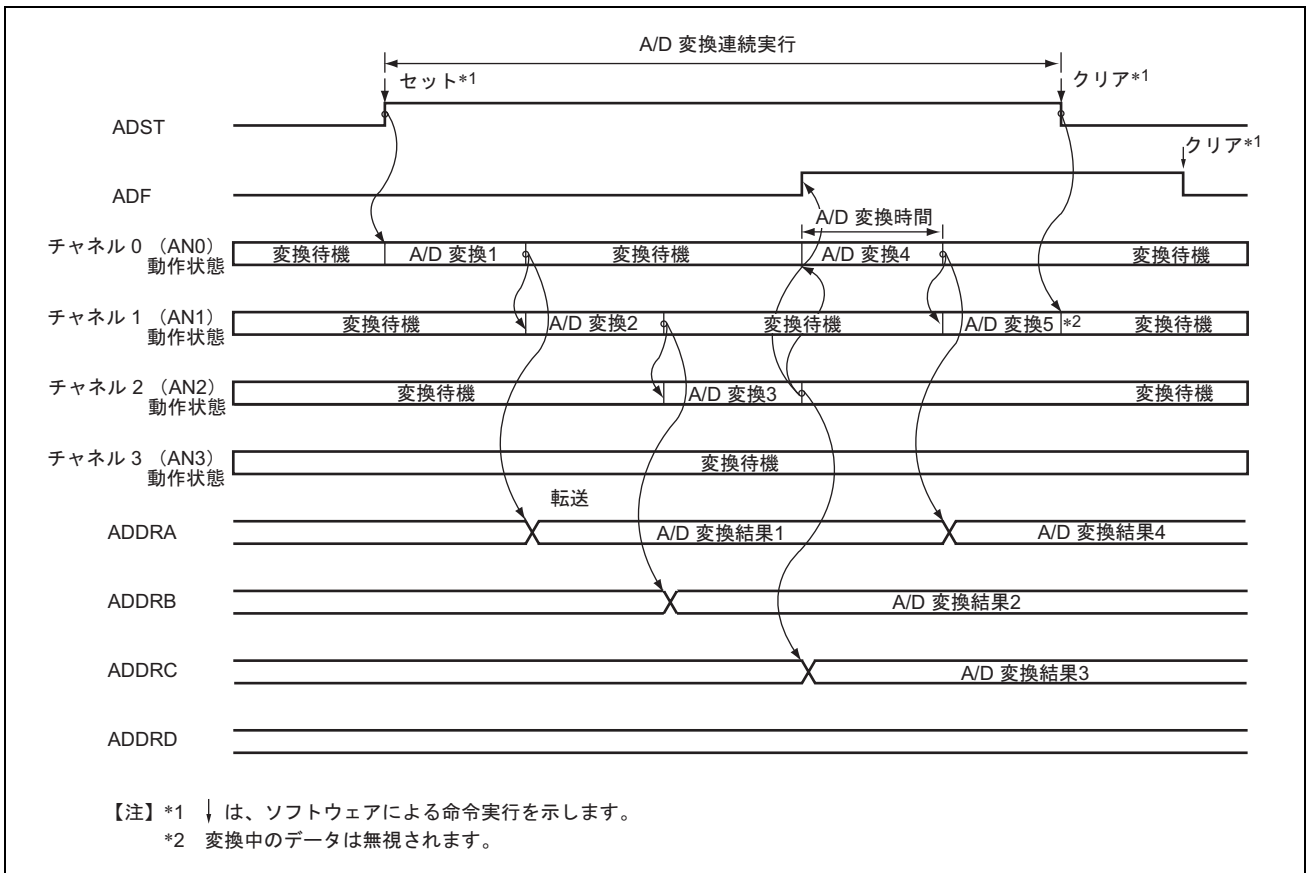 A/D 変換連続実行
セット*1
クリア*1
ADST
クリア*1
ADF
A/D 変換時間
チャネル 0 （AN0）
動作状態
変換待機 A/D 変換1 変換待機 A/D 変換4 変換待機
チャネル 1 （AN1）
動作状態
変換待機 A/D 変換2 変換待機 A/D 変換5 *2 変換待機
チャネル 2 （AN2）
動作状態
変換待機 A/D 変換3 変換待機
チャネル 3 （AN3）
動作状態
変換待機
転送
ADDRA A/D 変換結果1 A/D 変換結果4
ADDRB A/D 変換結果2
ADDRC A/D 変換結果3
ADDRD
【注】*1 ↓ は、ソフトウェアによる命令実行を示します。
*2 変換中のデータは無視されます。